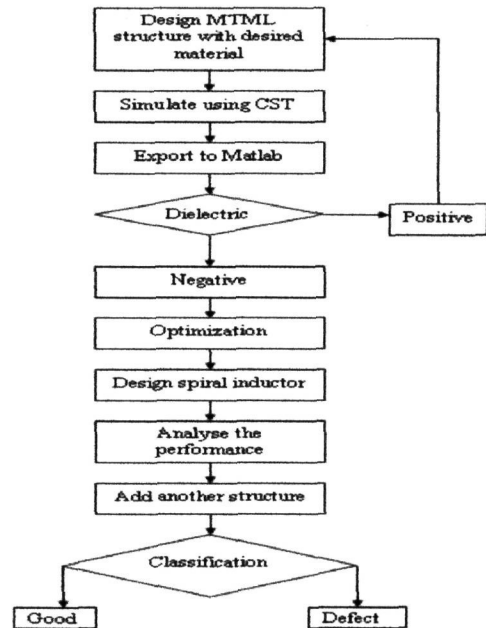 Design MTML
structure with desired
material
Simulate using CST
Export to Matlab
Dielectric
Positive
Negative
Optimization
Design spiral inductor
Analyse the
performance
Add another structure
Classification
Good
Defect